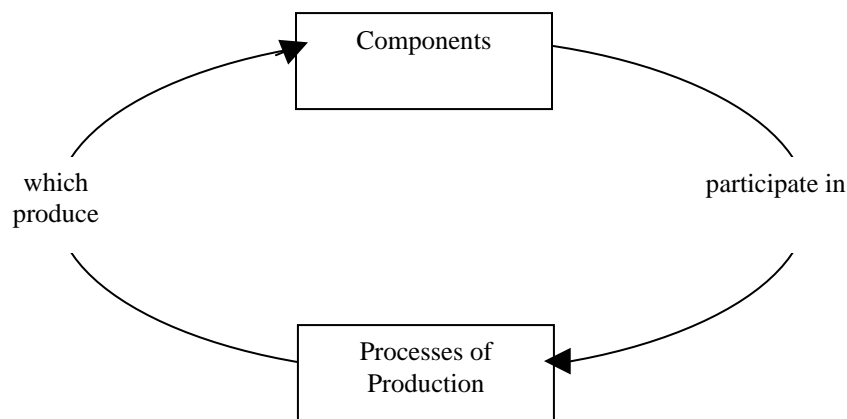 Components
which
produce
participate in
Processes of
Production